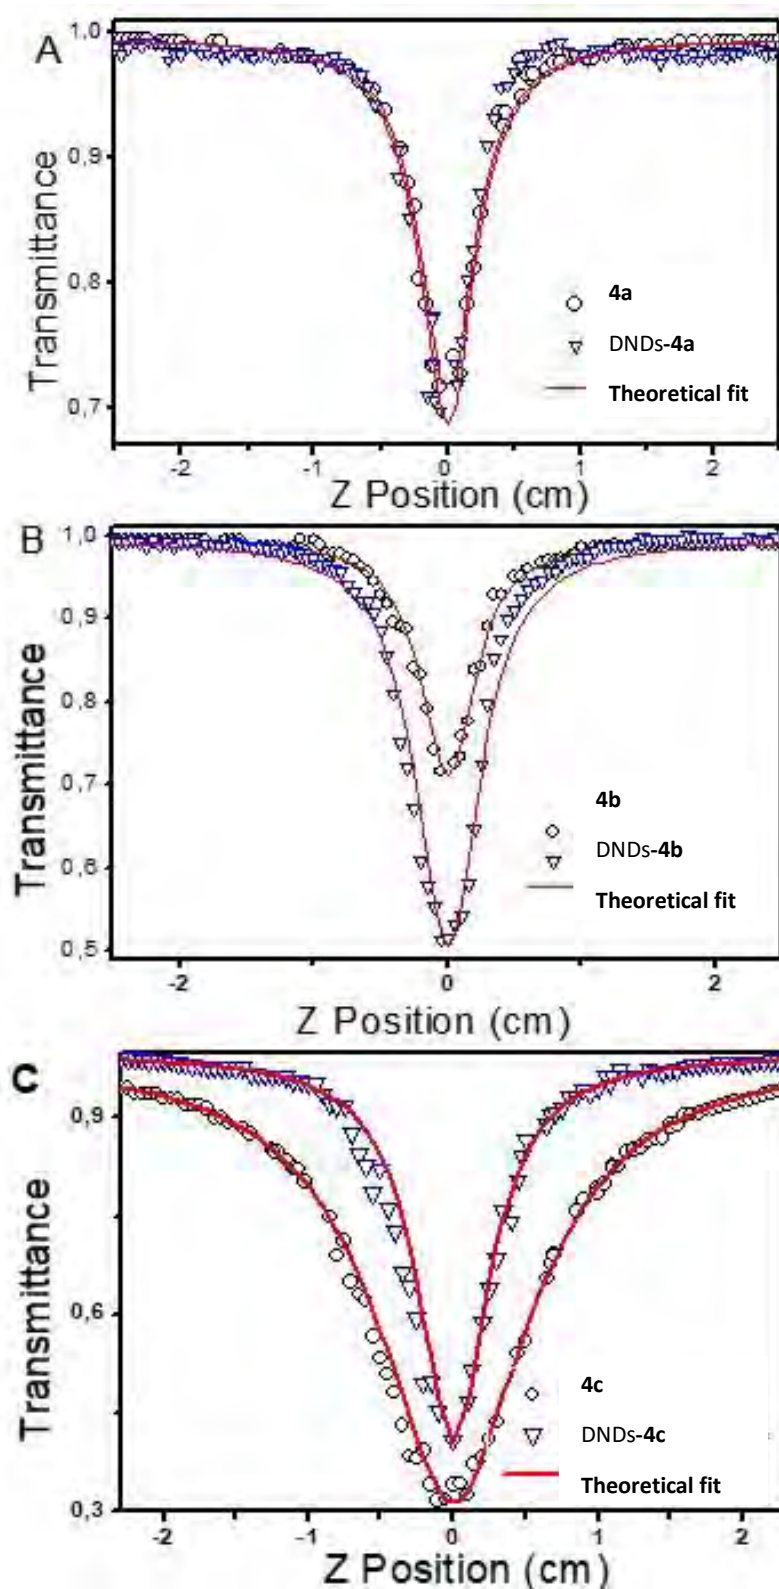 A
1.0
0,9
0,8
0,7
Transmittance
4a
DNDs-4a
Theoretical fit
-2
-1
0
1
2
Z Position (cm)
B
1.0
0.9
0.8
0.7
0.6
0.5
Transmittance
4b
DNDs-4b
Theoretical fit
-2
0
2
Z Position (cm)
C
0,9
0,6
0,3
Transmittance
4c
DNDs-4c
Theoretical fit
-2
-1
0
1
2
Z Position (cm)